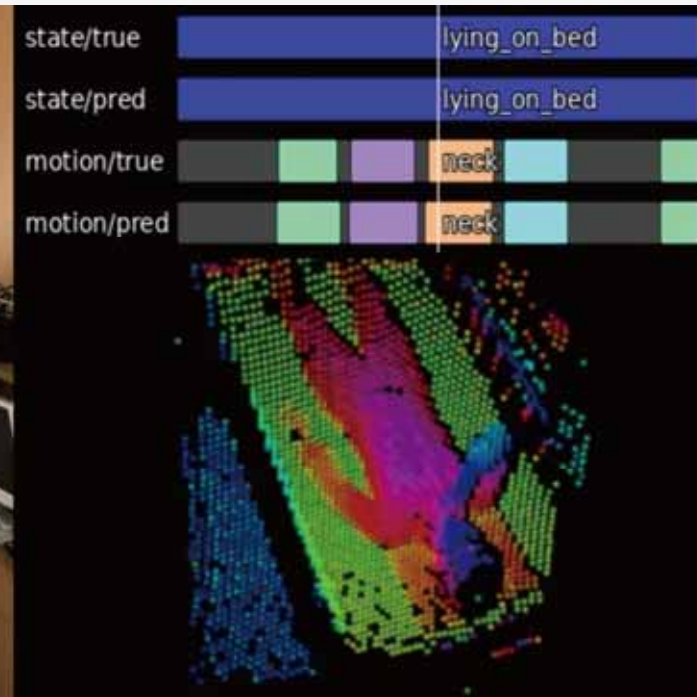 state/true lying_on_bed
state/pred lying_on_bed
motion/true neck
motion/pred neck